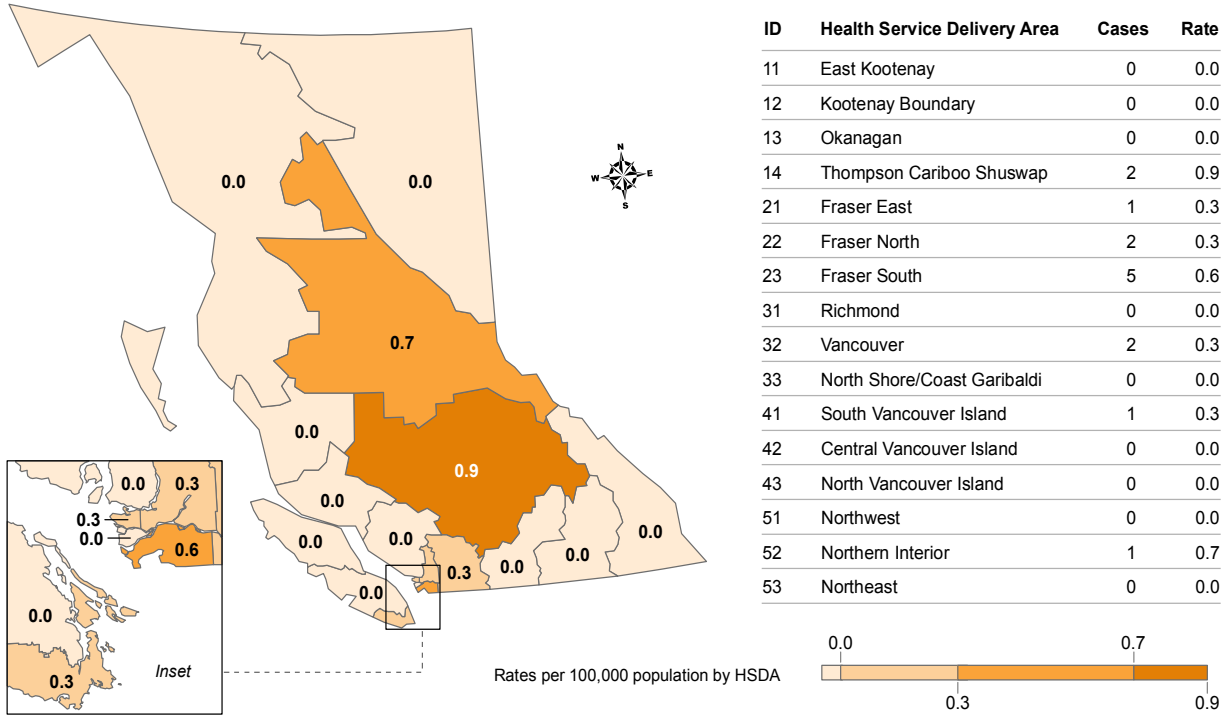 ID Health Service Delivery Area Cases Rate
11 East Kootenay 0 0.0
12 Kootenay Boundary 0 0.0
13 Okanagan 0 0.0
14 Thompson Cariboo Shuswap 2 0.9
21 Fraser East 1 0.3
22 Fraser North 2 0.3
23 Fraser South 5 0.6
31 Richmond 0 0.0
32 Vancouver 2 0.3
33 North Shore/Coast Garibaldi 0 0.0
41 South Vancouver Island 1 0.3
42 Central Vancouver Island 0 0.0
43 North Vancouver Island 0 0.0
51 Northwest 0 0.0
52 Northern Interior 1 0.7
53 Northeast 0 0.0
N
W E
S
0.0 0.0
0.7
0.0
0.9
0.0
0.0 0.0 0.0
0.3 0.0 0.0
0.0
0.0 0.3
0.3
0.0
0.6
0.0
0.3
Inset
Rates per 100,000 population by HSDA
0.0 0.7
0.3 0.9